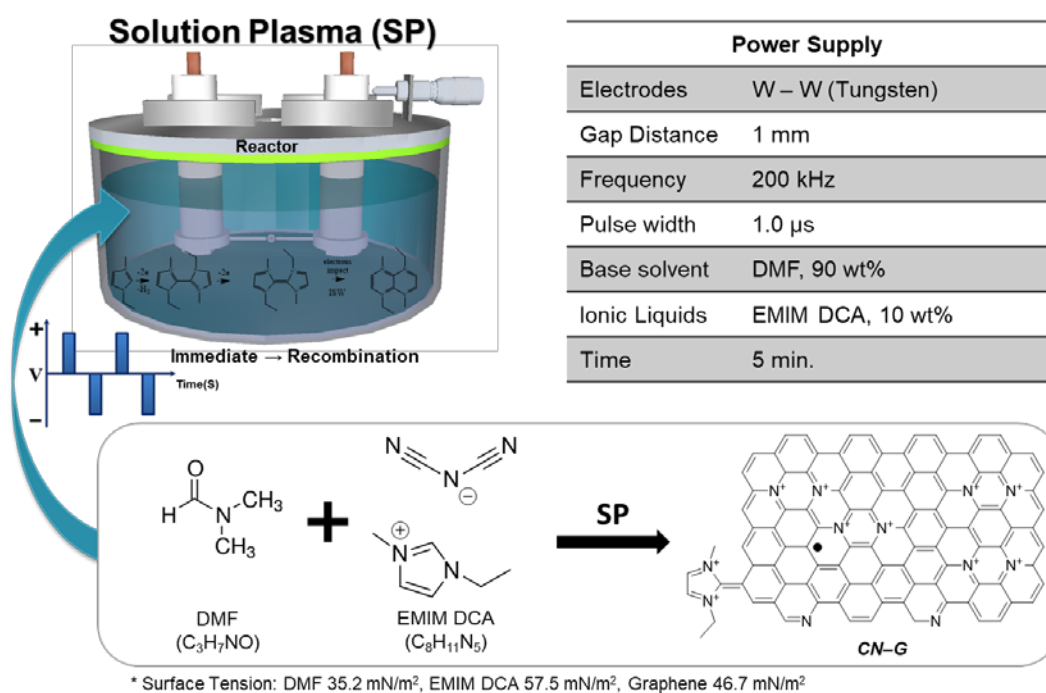 Solution Plasma (SP)
Reactor
-2e
-H₂
-2e
electrons
impact
+
V
−
Time(S)
Immediate → Recombination
Power Supply
Electrodes W – W (Tungsten)
Gap Distance 1 mm
Frequency 200 kHz
Pulse width 1.0 µs
Base solvent DMF, 90 wt%
Ionic Liquids EMIM DCA, 10 wt%
Time 5 min.
O
H
N
CH₃
CH₃
DMF
(C₃H₇NO)
+
N
N
N
⊖
⊕
N
N
EMIM DCA
(C₈H₁₁N₅)
SP
N⁺
N⁺
N⁺
N⁺
N⁺
N⁺
N⁺
N⁺
N⁺
N⁺
N
N
CN–G
* Surface Tension: DMF 35.2 mN/m², EMIM DCA 57.5 mN/m², Graphene 46.7 mN/m²